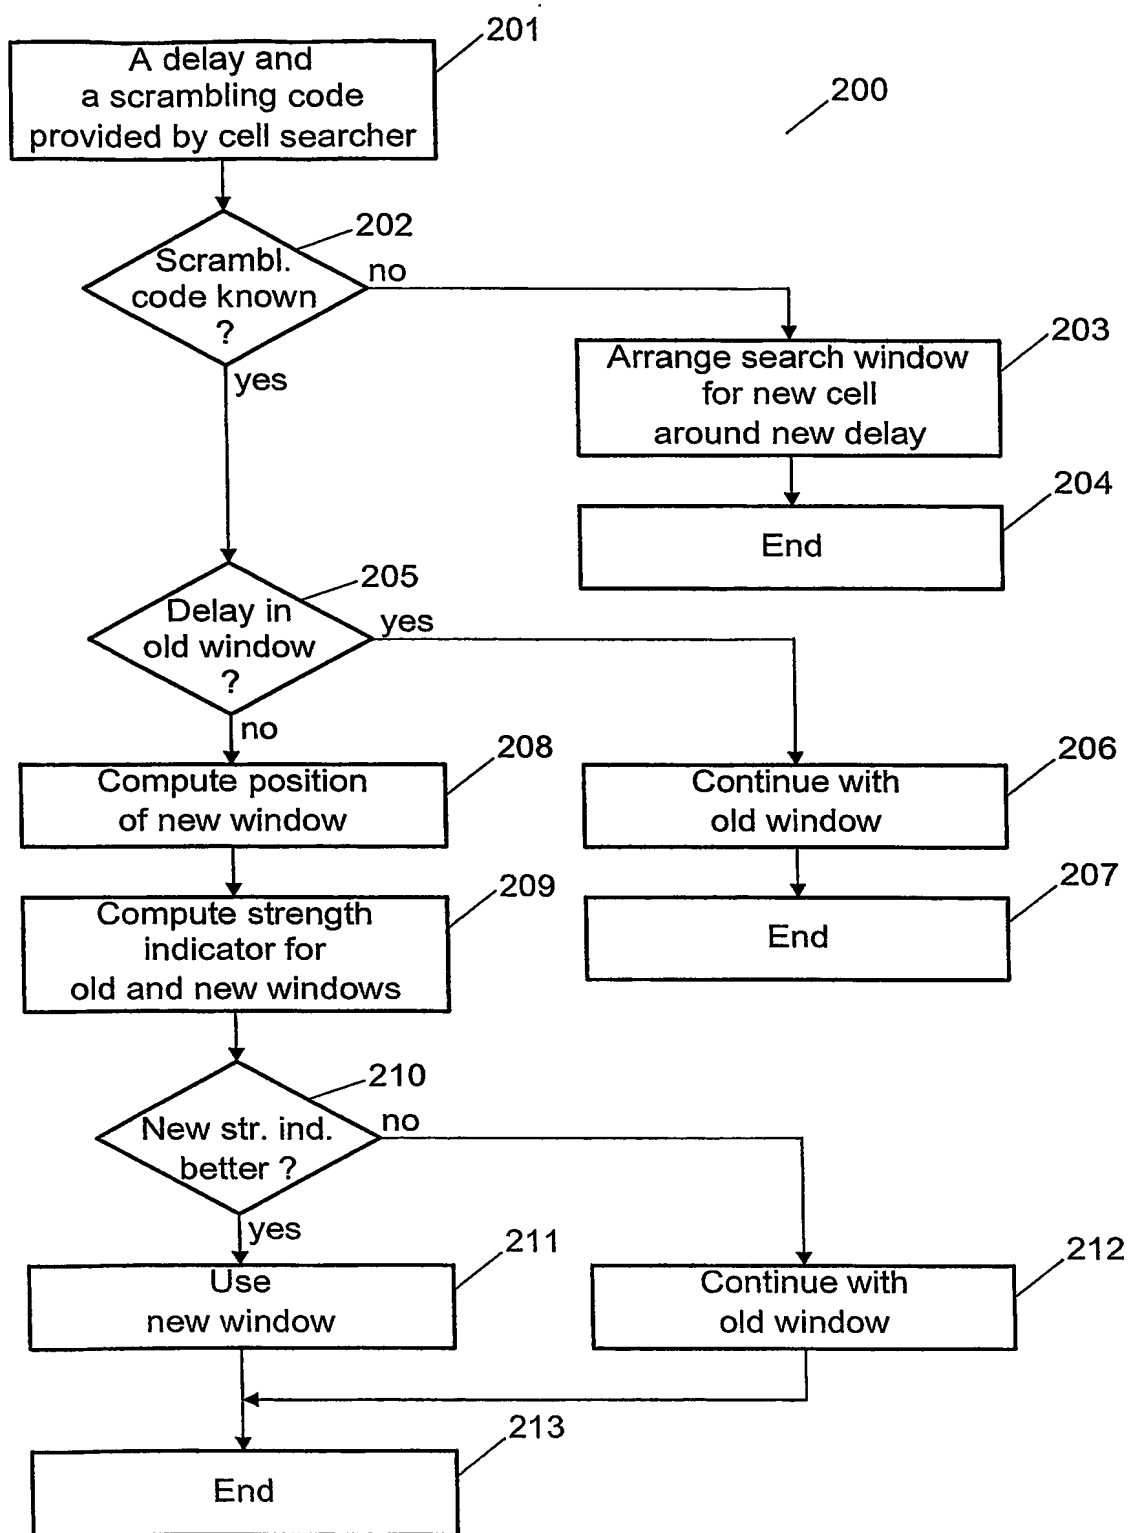 201
A delay and
a scrambling code
provided by cell searcher
200
202
Scrambl.
code known
?
no
yes
203
Arrange search window
for new cell
around new delay
204
End
205
Delay in
old window
?
yes
no
208
Compute position
of new window
206
Continue with
old window
209
Compute strength
indicator for
old and new windows
207
End
210
New str. ind.
better ?
no
yes
211
Use
new window
212
Continue with
old window
213
End